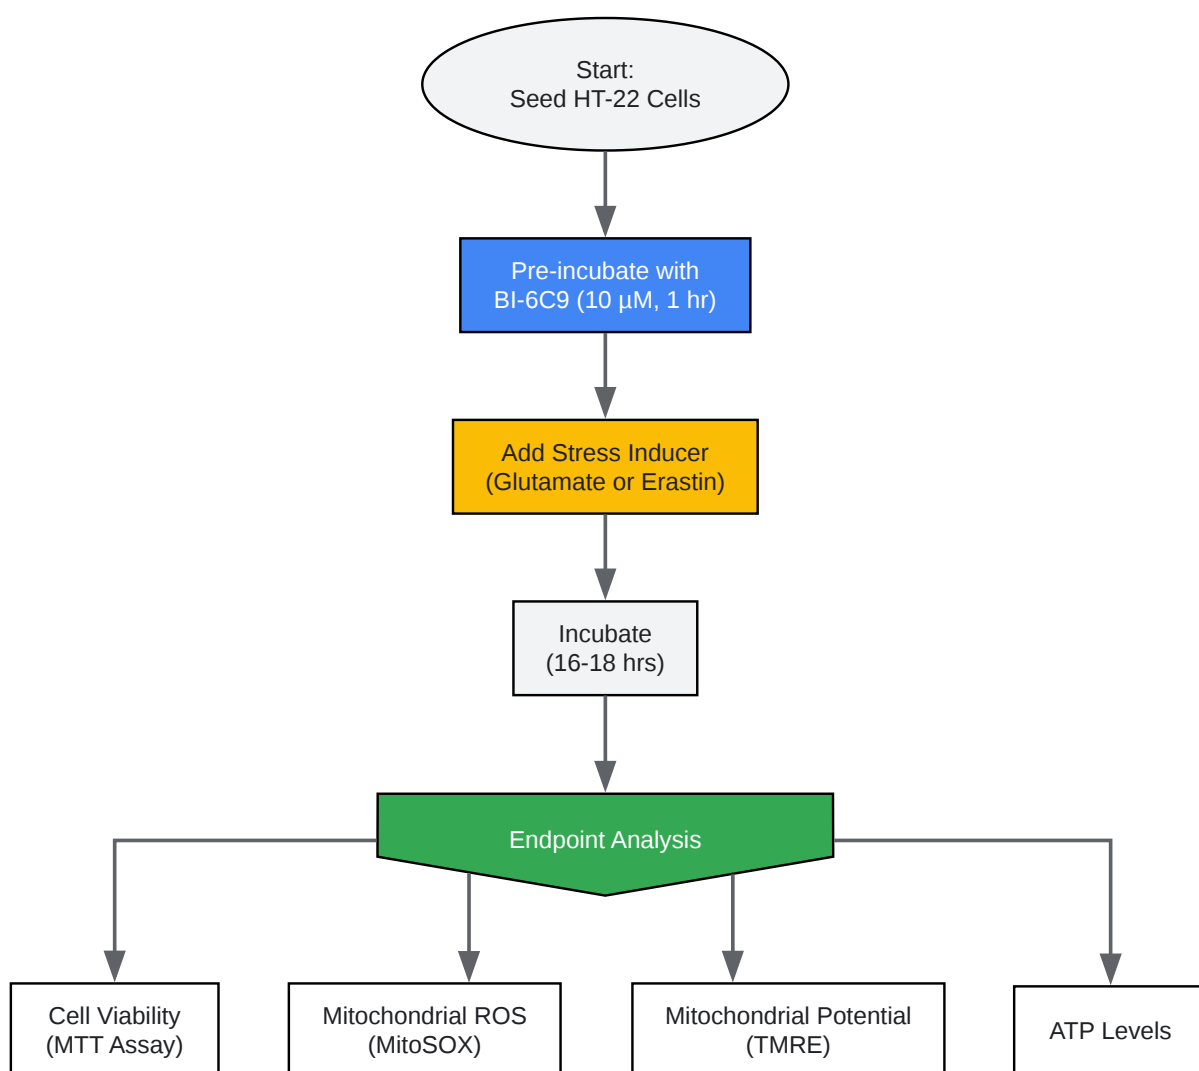 Start:
Seed HT-22 Cells
Pre-incubate with
BI-6C9 (10 µM, 1 hr)
Add Stress Inducer
(Glutamate or Erastin)
Incubate
(16-18 hrs)
Endpoint Analysis
Cell Viability
(MTT Assay)
Mitochondrial ROS
(MitoSOX)
Mitochondrial Potential
(TMRE)
ATP Levels